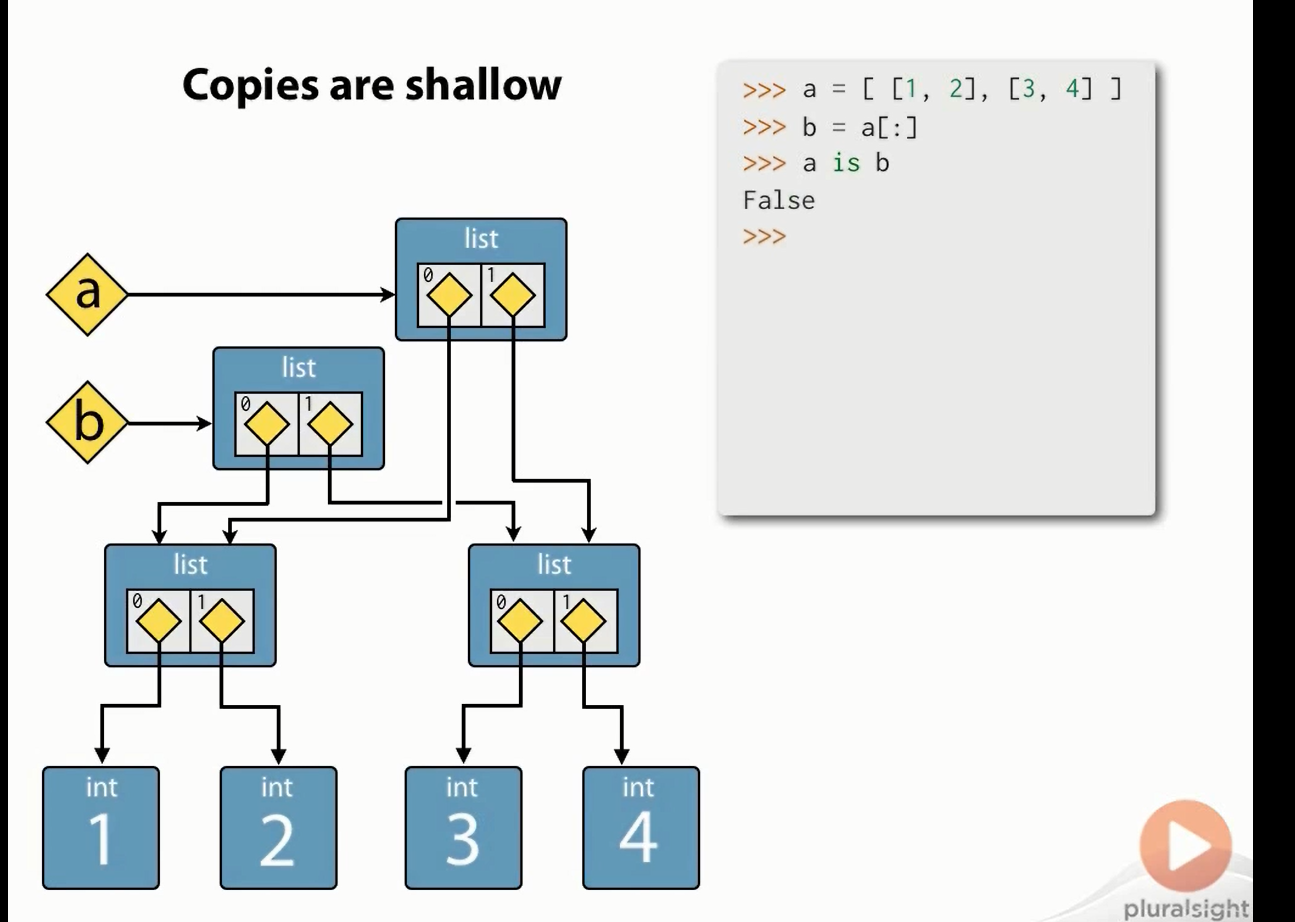 Copies are shallow
>>> a = [ [1, 2], [3, 4] ]
>>> b = a[:]
>>> a is b
False
>>>
list
0 1
a
list
0 1
b
list
0 1
list
0 1
int
1
int
2
int
3
int
4
pluralsight